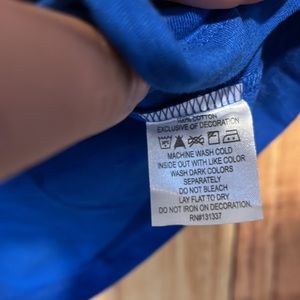 100% COTTON
EXCLUSIVE OF DECORATION
MACHINE WASH COLD
INSIDE OUT WITH LIKE COLOR
WASH DARK COLORS
SEPARATELY
DO NOT BLEACH
LAY FLAT TO DRY
DO NOT IRON ON DECORATION.
RN#131337